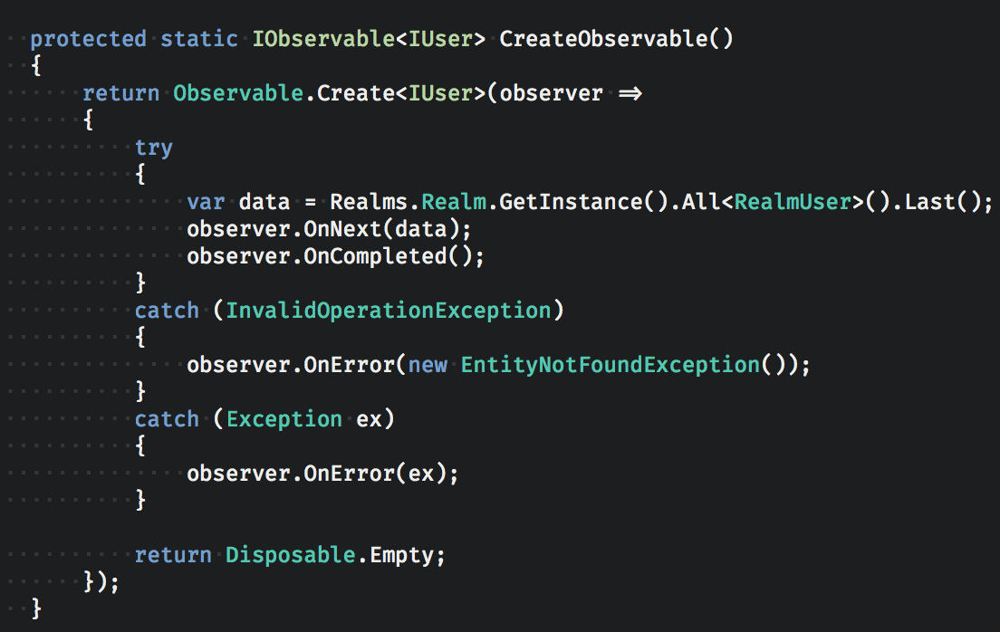 protected static IObservable<IUser> CreateObservable()
{
    return Observable.Create<IUser>(observer =>
    {
        try
        {
            var data = Realms.Realm.GetInstance().All<RealmUser>().Last();
            observer.OnNext(data);
            observer.OnCompleted();
        }
        catch (InvalidOperationException)
        {
            observer.OnError(new EntityNotFoundException());
        }
        catch (Exception ex)
        {
            observer.OnError(ex);
        }

        return Disposable.Empty;
    });
}